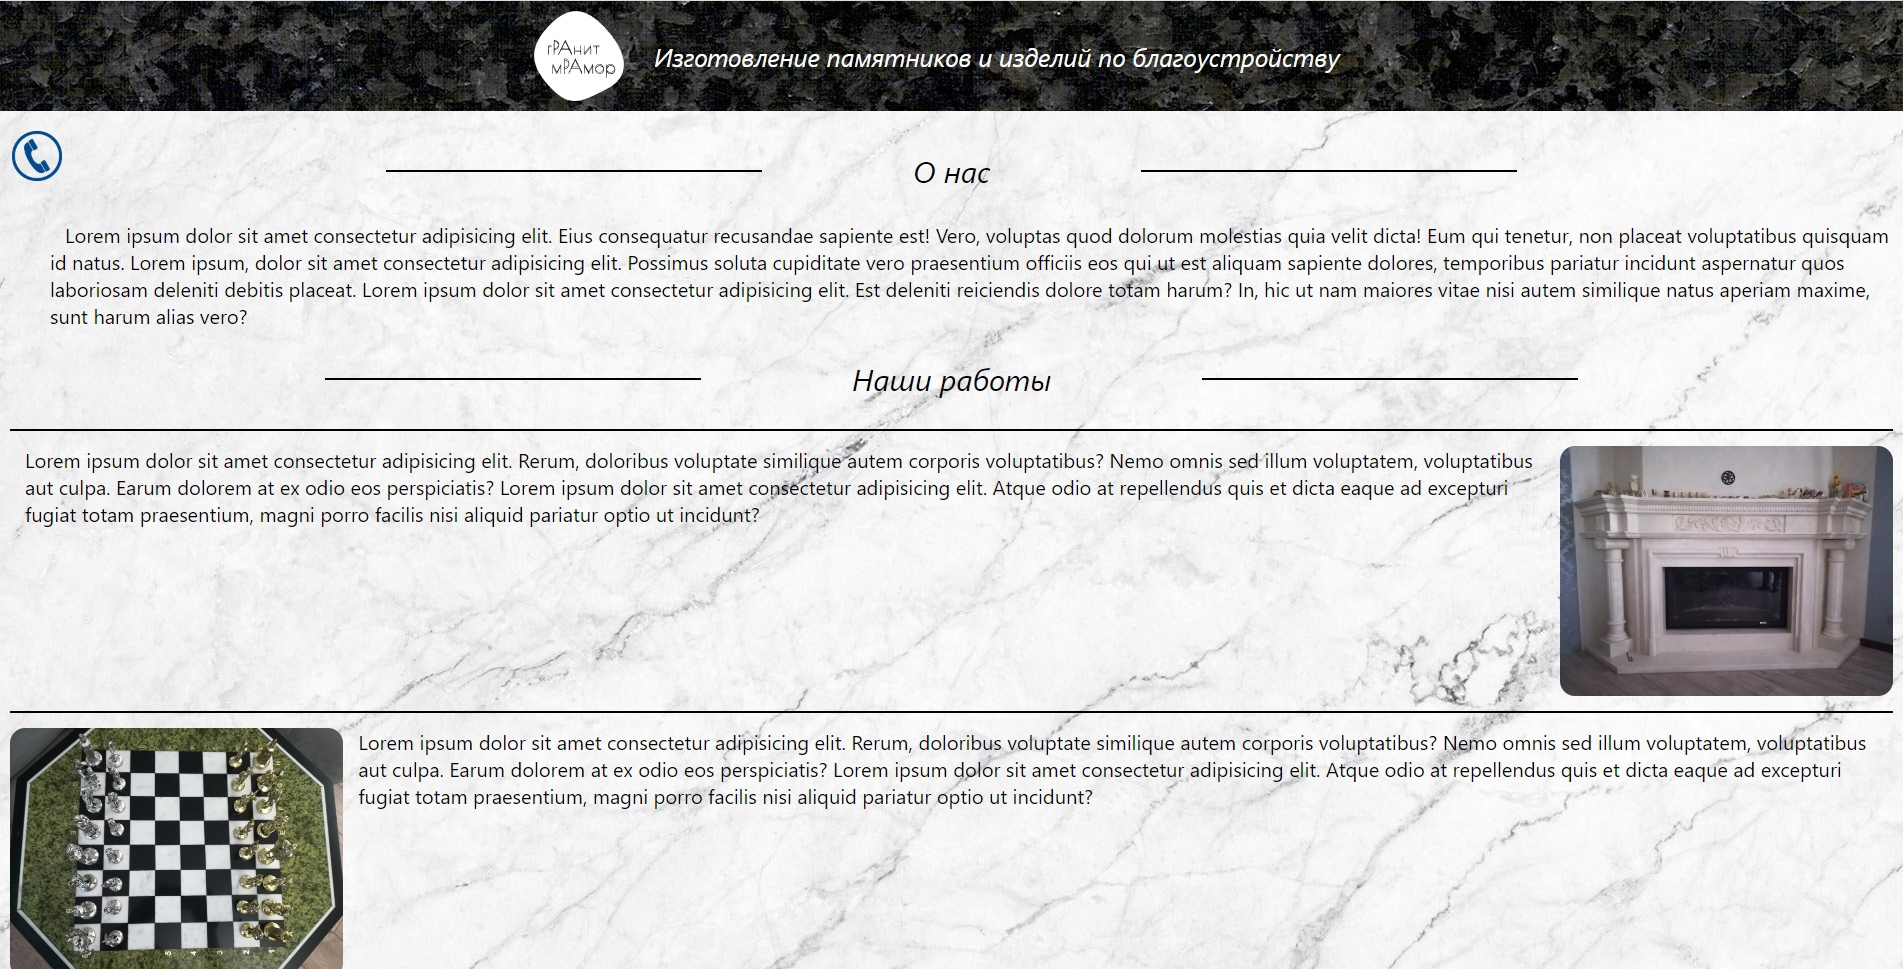 гРАнит
мРАмор
Изготовление памятников и изделий по благоустройству
О нас
Lorem ipsum dolor sit amet consectetur adipisicing elit. Eius consequatur recusandae sapiente est! Vero, voluptas quod dolorum molestias quia velit dicta! Eum qui tenetur, non placeat voluptatibus quisquam
id natus. Lorem ipsum, dolor sit amet consectetur adipisicing elit. Possimus soluta cupiditate vero praesentium officiis eos qui ut est aliquam sapiente dolores, temporibus pariatur incidunt aspernatur quos
laboriosam deleniti debitis placeat. Lorem ipsum dolor sit amet consectetur adipisicing elit. Est deleniti reiciendis dolore totam harum? In, hic ut nam maiores vitae nisi autem similique natus aperiam maxime,
sunt harum alias vero?
Наши работы
Lorem ipsum dolor sit amet consectetur adipisicing elit. Rerum, doloribus voluptate similique autem corporis voluptatibus? Nemo omnis sed illum voluptatem, voluptatibus
aut culpa. Earum dolorem at ex odio eos perspiciatis? Lorem ipsum dolor sit amet consectetur adipisicing elit. Atque odio at repellendus quis et dicta eaque ad excepturi
fugiat totam praesentium, magni porro facilis nisi aliquid pariatur optio ut incidunt?
Lorem ipsum dolor sit amet consectetur adipisicing elit. Rerum, doloribus voluptate similique autem corporis voluptatibus? Nemo omnis sed illum voluptatem, voluptatibus
aut culpa. Earum dolorem at ex odio eos perspiciatis? Lorem ipsum dolor sit amet consectetur adipisicing elit. Atque odio at repellendus quis et dicta eaque ad excepturi
fugiat totam praesentium, magni porro facilis nisi aliquid pariatur optio ut incidunt?